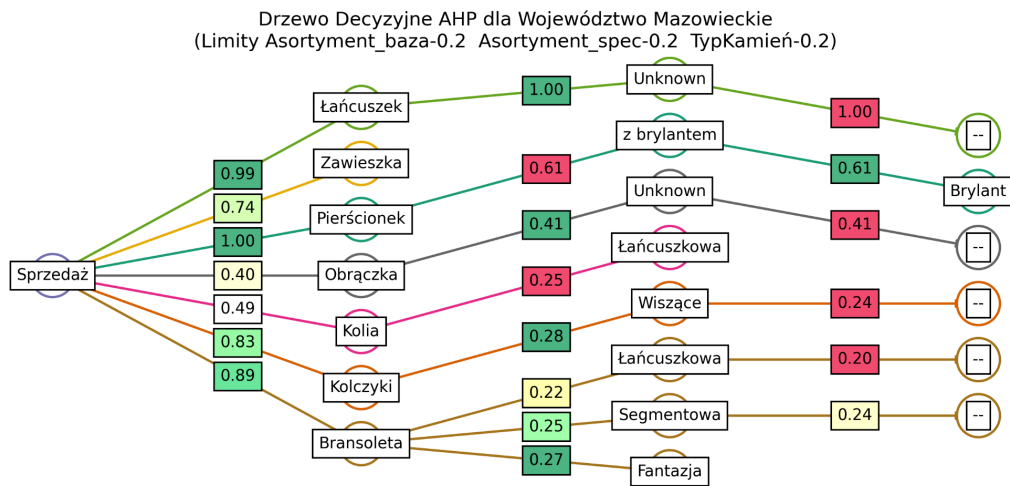 Drzewo Decyzyjne AHP dla Województwo Mazowieckie
(Limity Asortyment_baza-0.2  Asortyment_spec-0.2  TypKamień-0.2)
Sprzedaż
0.99
0.74
1.00
0.40
0.49
0.83
0.89
Łańcuszek
Zawieszka
Pierścionek
Obrączka
Kolia
Kolczyki
Bransoleta
1.00
0.61
0.41
0.25
0.28
0.22
0.25
0.27
Unknown
z brylantem
Unknown
Łańcuszkowa
Wiszące
Łańcuszkowa
Segmentowa
Fantazja
1.00
0.61
0.41
0.24
0.20
0.24
--
Brylant
--
--
--
--